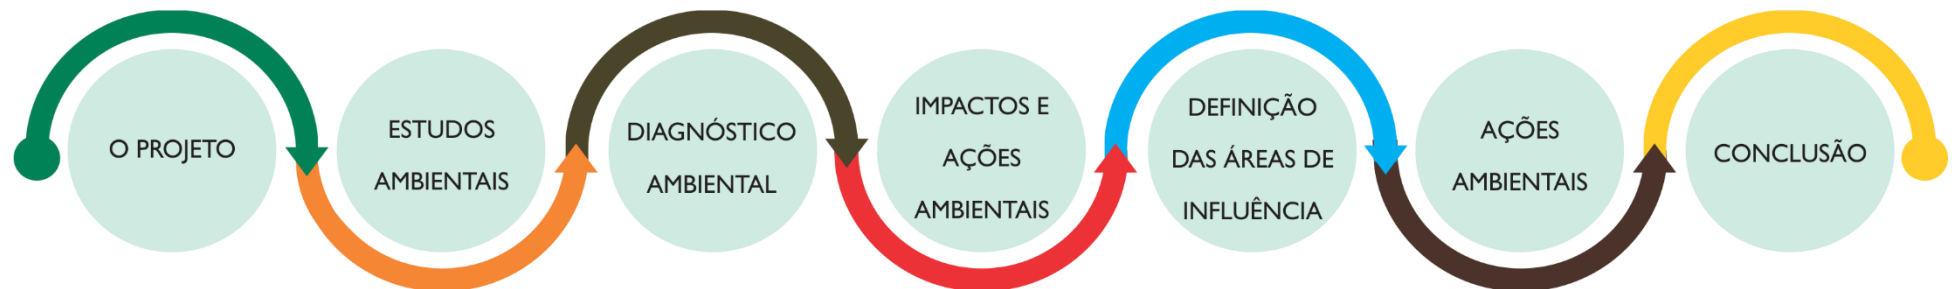 O PROJETO
ESTUDOS
AMBIENTAIS
DIAGNÓSTICO
AMBIENTAL
IMPACTOS E
AÇÕES
AMBIENTAIS
DEFINIÇÃO
DAS ÁREAS DE
INFLUÊNCIA
AÇÕES
AMBIENTAIS
CONCLUSÃO